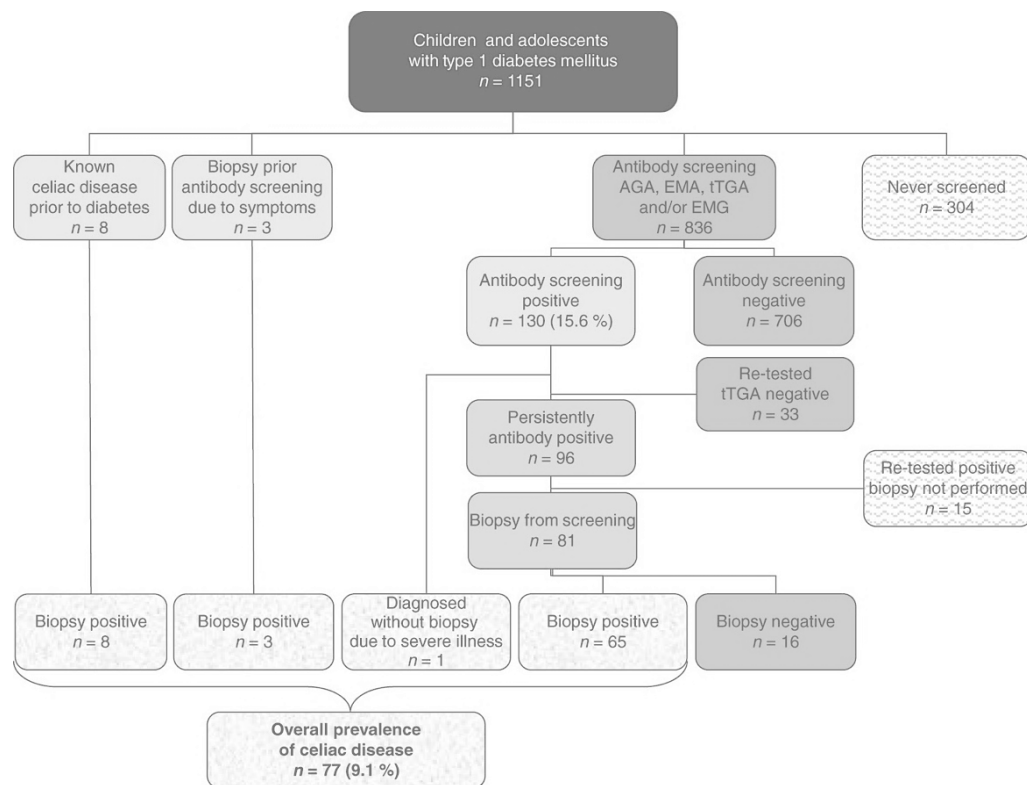 Children and adolescents
with type 1 diabetes mellitus
n = 1151
Known
celiac disease
prior to diabetes
n = 8
Biopsy prior
antibody screening
due to symptoms
n = 3
Antibody screening
AGA, EMA, tTGA
and/or EMG
n = 836
Never screened
n = 304
Antibody screening
positive
n = 130 (15.6 %)
Antibody screening
negative
n = 706
Re-tested
tTGA negative
n = 33
Persistently
antibody positive
n = 96
Re-tested positive
biopsy not performed
n = 15
Biopsy from screening
n = 81
Biopsy positive
n = 8
Biopsy positive
n = 3
Diagnosed
without biopsy
due to severe illness
n = 1
Biopsy positive
n = 65
Biopsy negative
n = 16
Overall prevalence
of celiac disease
n = 77 (9.1 %)